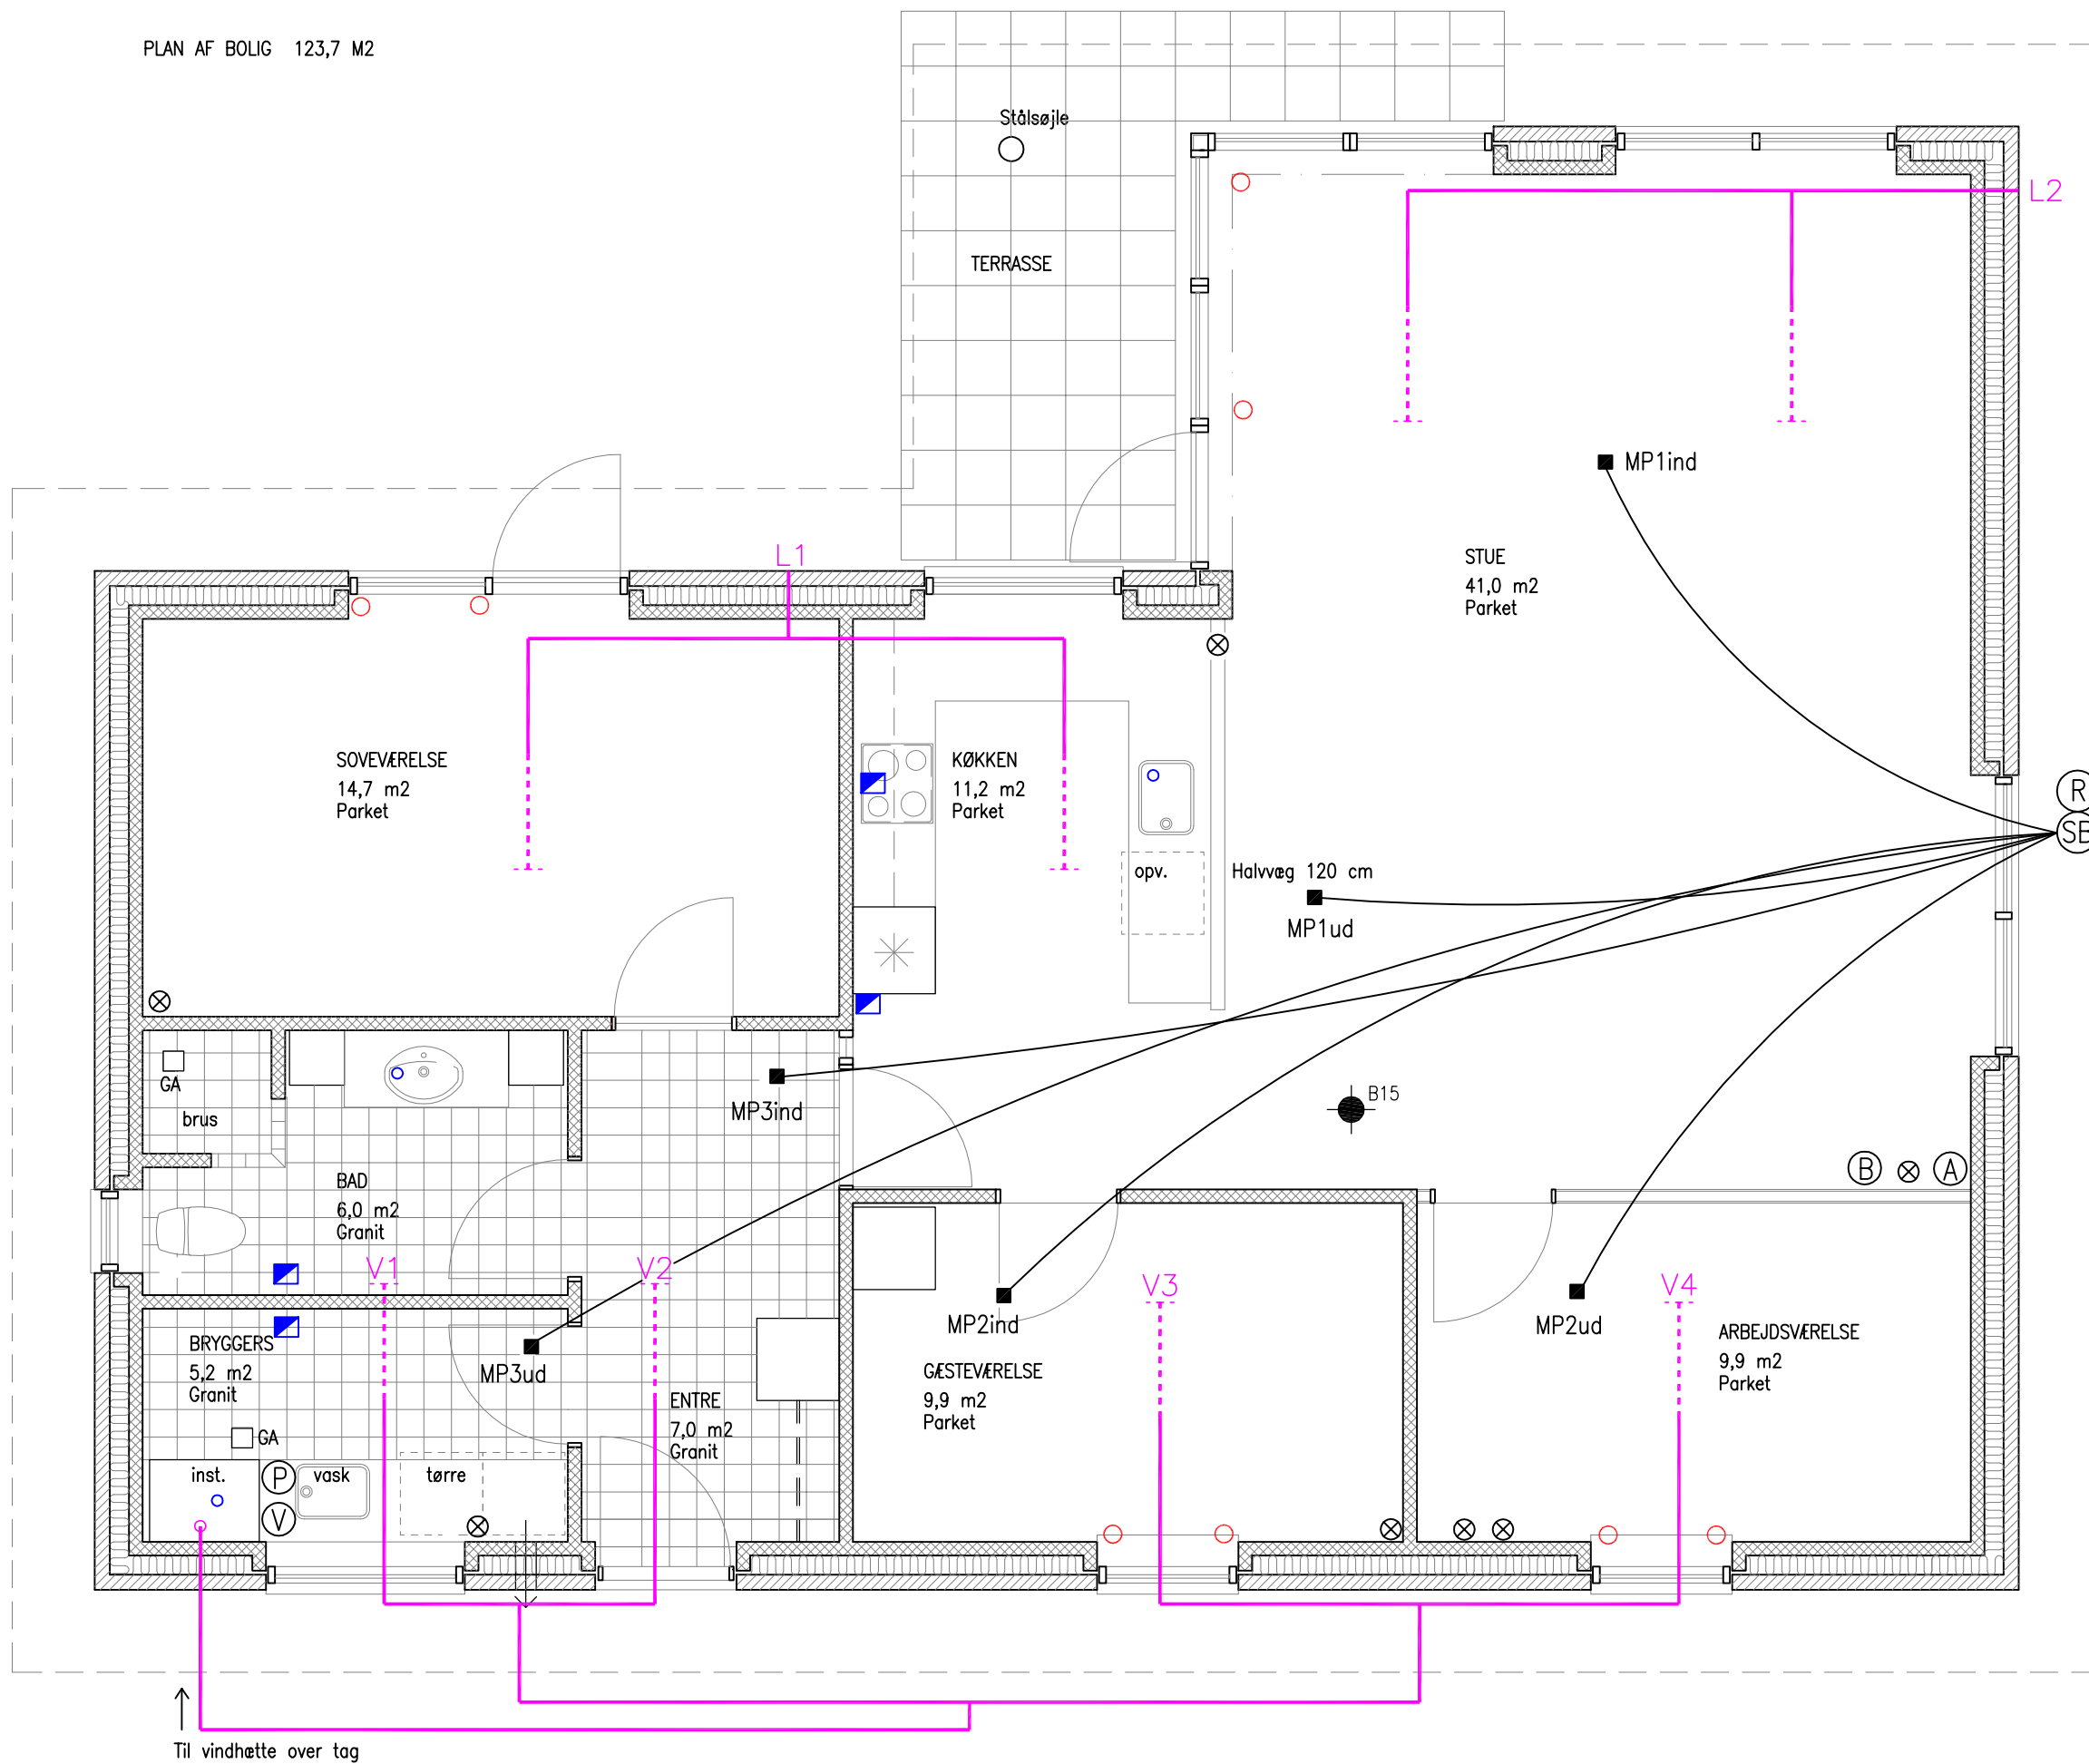 PLAN AF BOLIG 123,7 M2
Stålsøjle
L2
TERRASSE
MP1ind
L1
STUE
41,0 m2
Parket
SOVEVÆRELSE
14,7 m2
Parket
KØKKEN
11,2 m2
Parket
R
SB
opv.
Halvvæg 120 cm
MP1ud
GA
brus
MP3ind
B15
B
A
BAD
6,0 m2
Granit
V1
V2
V3
V4
MP2ind
MP2ud
BRYGGERS
5,2 m2
Granit
MP3ud
GÆSTEVÆRELSE
9,9 m2
Parket
ARBEJDSVÆRELSE
9,9 m2
Parket
ENTRE
7,0 m2
Granit
GA
inst.
P
vask
tørre
V
Til vindhætte over tag